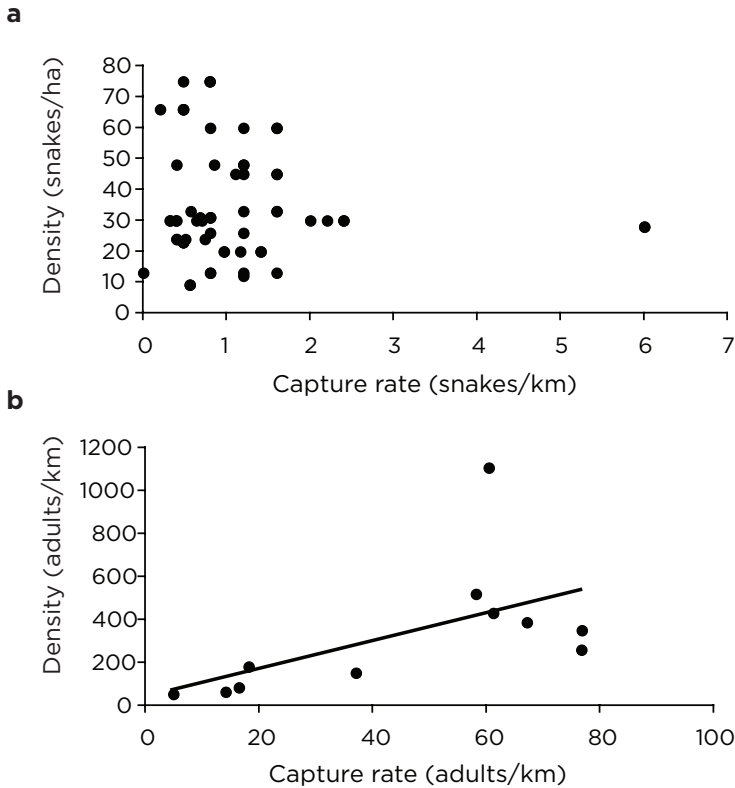 a
Density (snakes/ha)
80
70
60
50
40
30
20
10
0
0 1 2 3 4 5 6 7
Capture rate (snakes/km)
b
Density (adults/km)
1200
1000
800
600
400
200
0
0 20 40 60 80 100
Capture rate (adults/km)